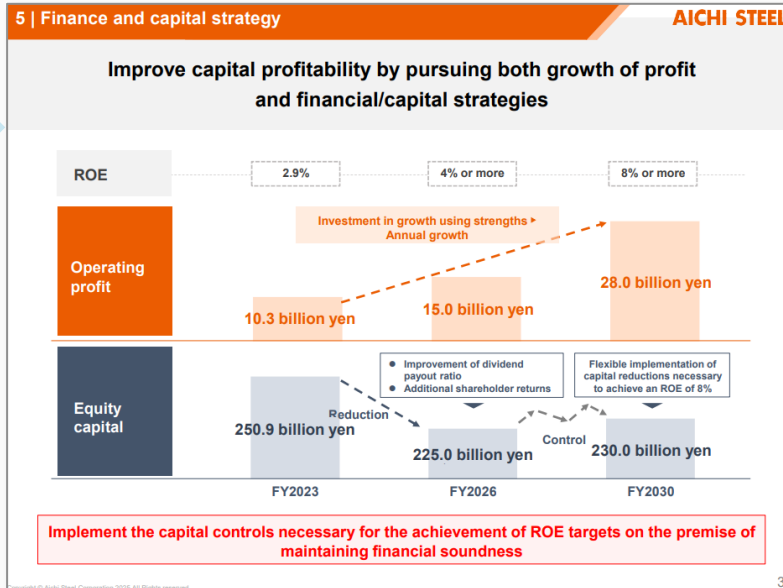 5 | Finance and capital strategy
AICHI STEEL
Improve capital profitability by pursuing both growth of profit
and financial/capital strategies
ROE
2.9%
4% or more
8% or more
Operating
profit
Investment in growth using strengths ▸
Annual growth
10.3 billion yen
15.0 billion yen
28.0 billion yen
Equity
capital
● Improvement of dividend
payout ratio
● Additional shareholder returns
Flexible implementation of
capital reductions necessary
to achieve an ROE of 8%
Reduction
Control
250.9 billion yen
225.0 billion yen
230.0 billion yen
FY2023
FY2026
FY2030
Implement the capital controls necessary for the achievement of ROE targets on the premise of
maintaining financial soundness
3